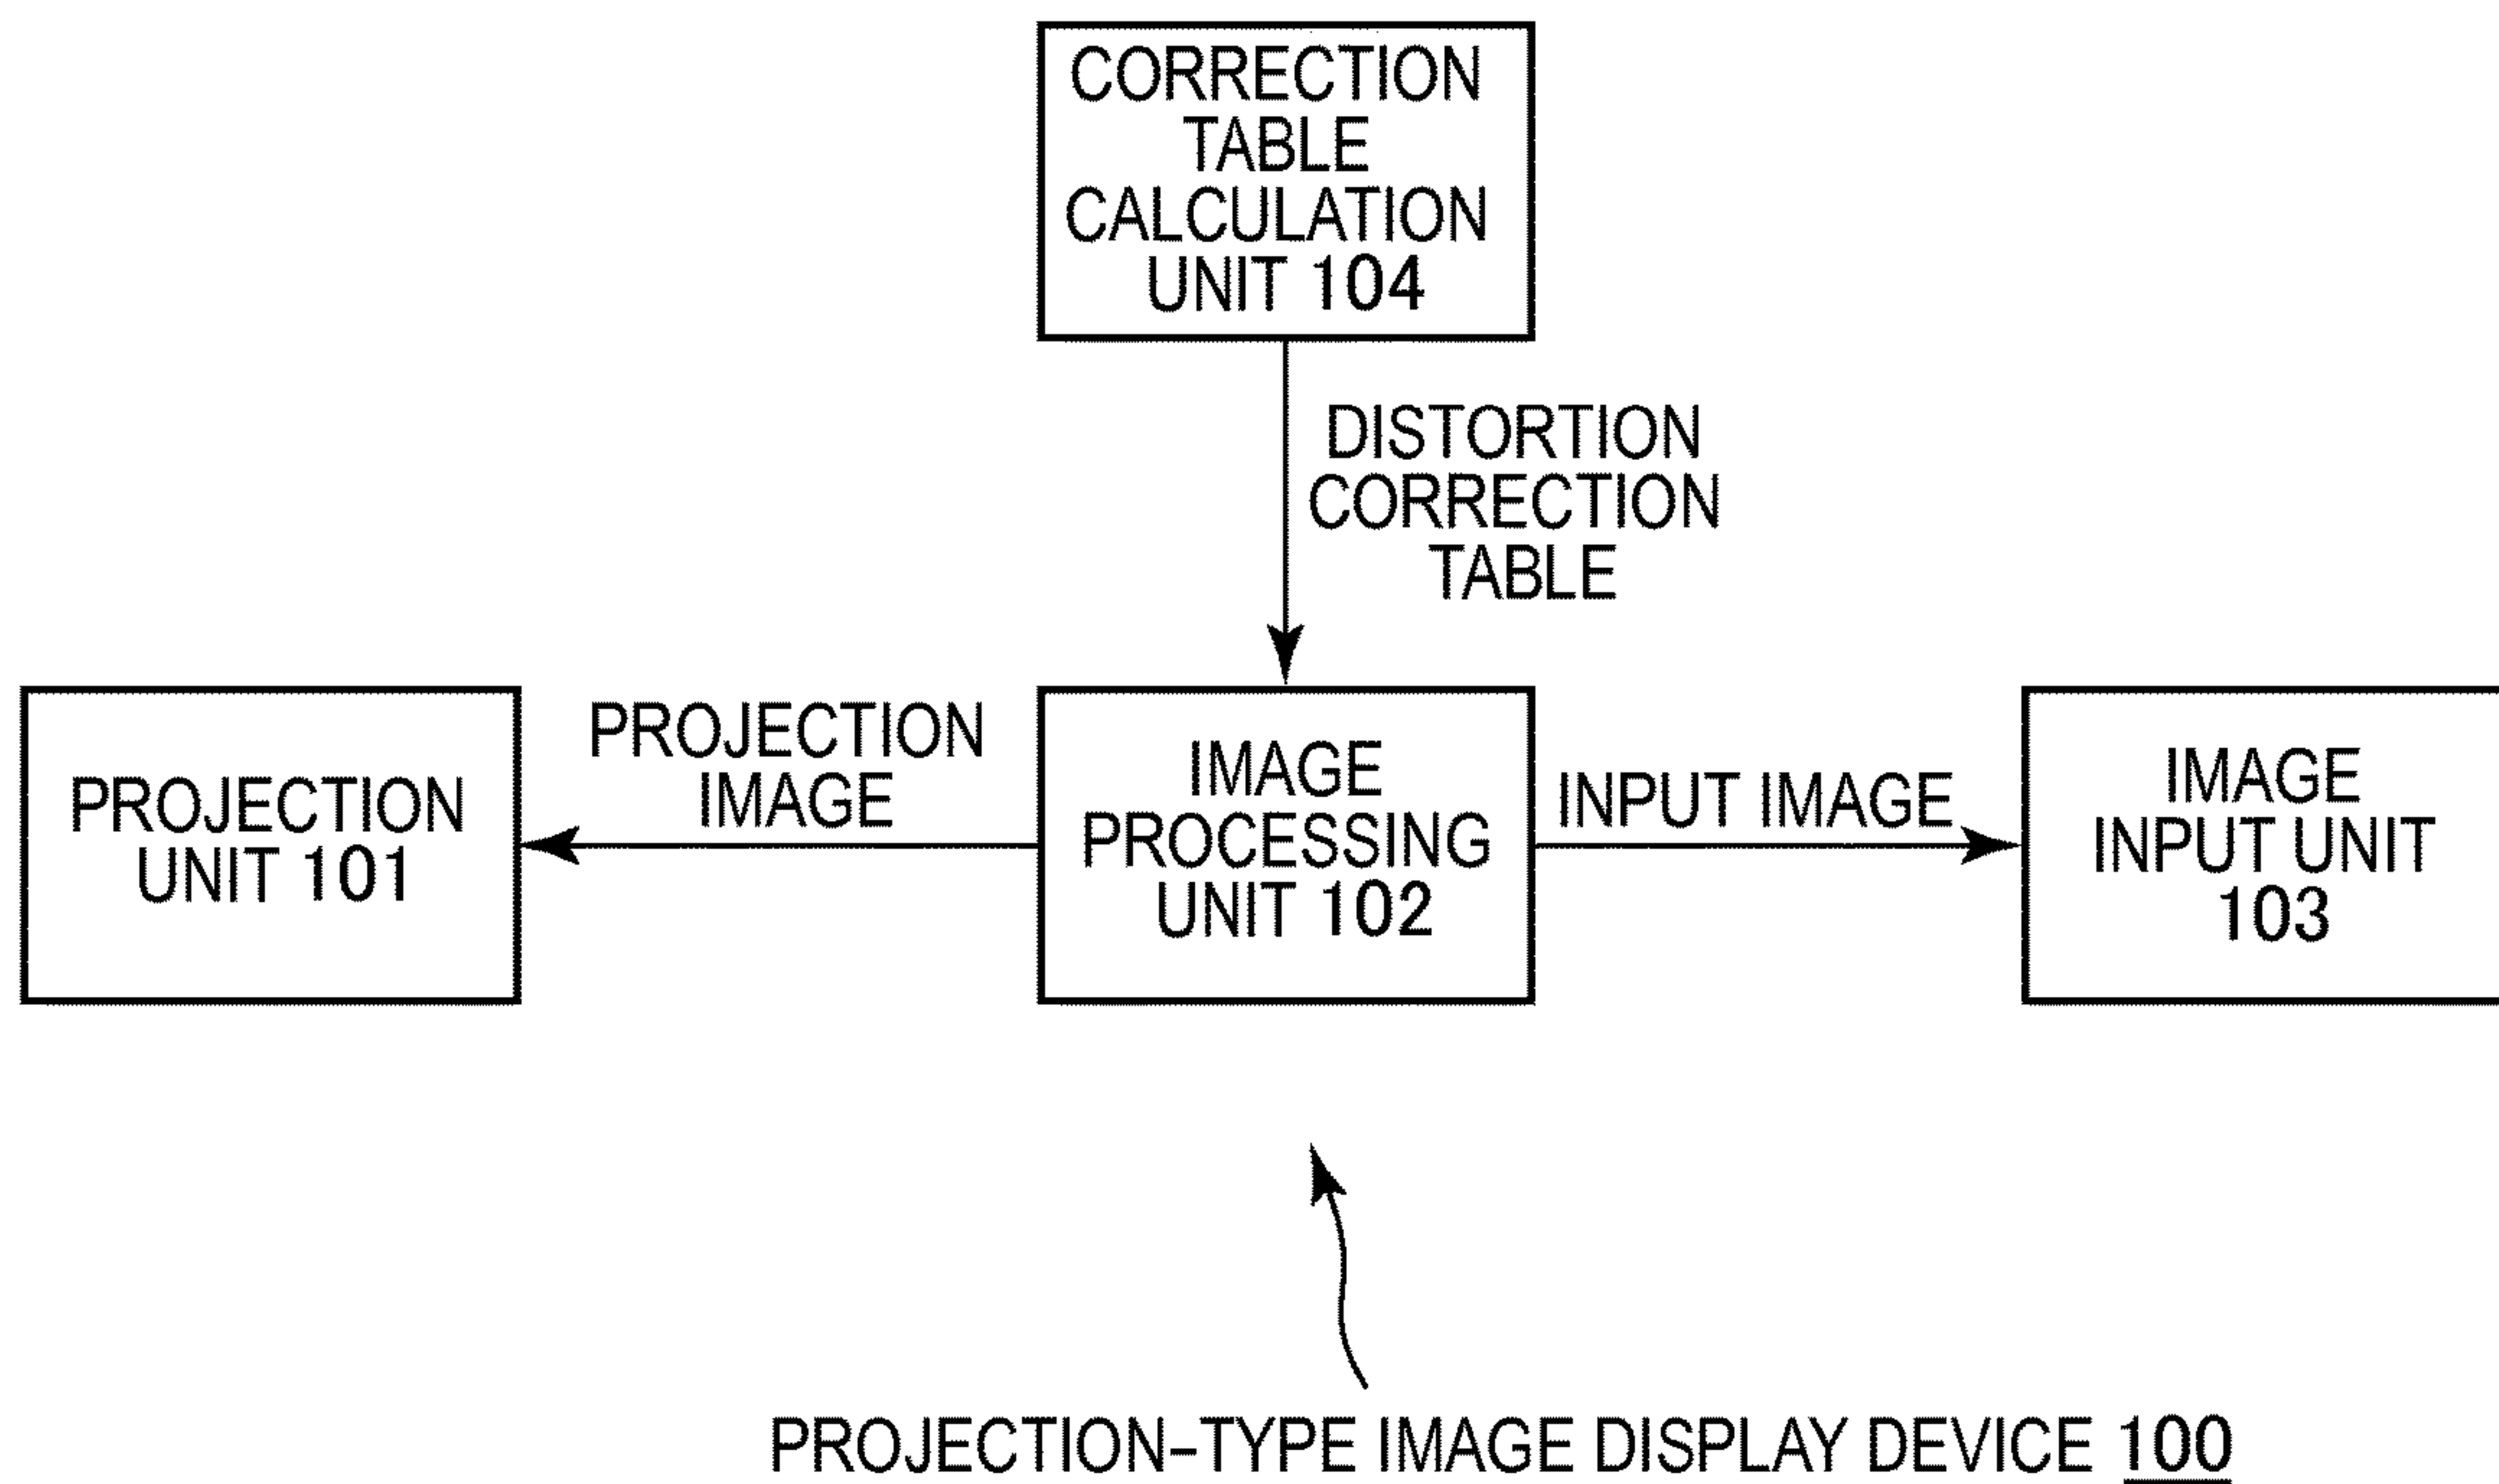 CORRECTION
TABLE
CALCULATION
UNIT 104
DISTORTION
CORRECTION
TABLE
PROJECTION
UNIT 101
PROJECTION
IMAGE
IMAGE
PROCESSING
UNIT 102
INPUT IMAGE
IMAGE
INPUT UNIT
103
PROJECTION-TYPE IMAGE DISPLAY DEVICE 100